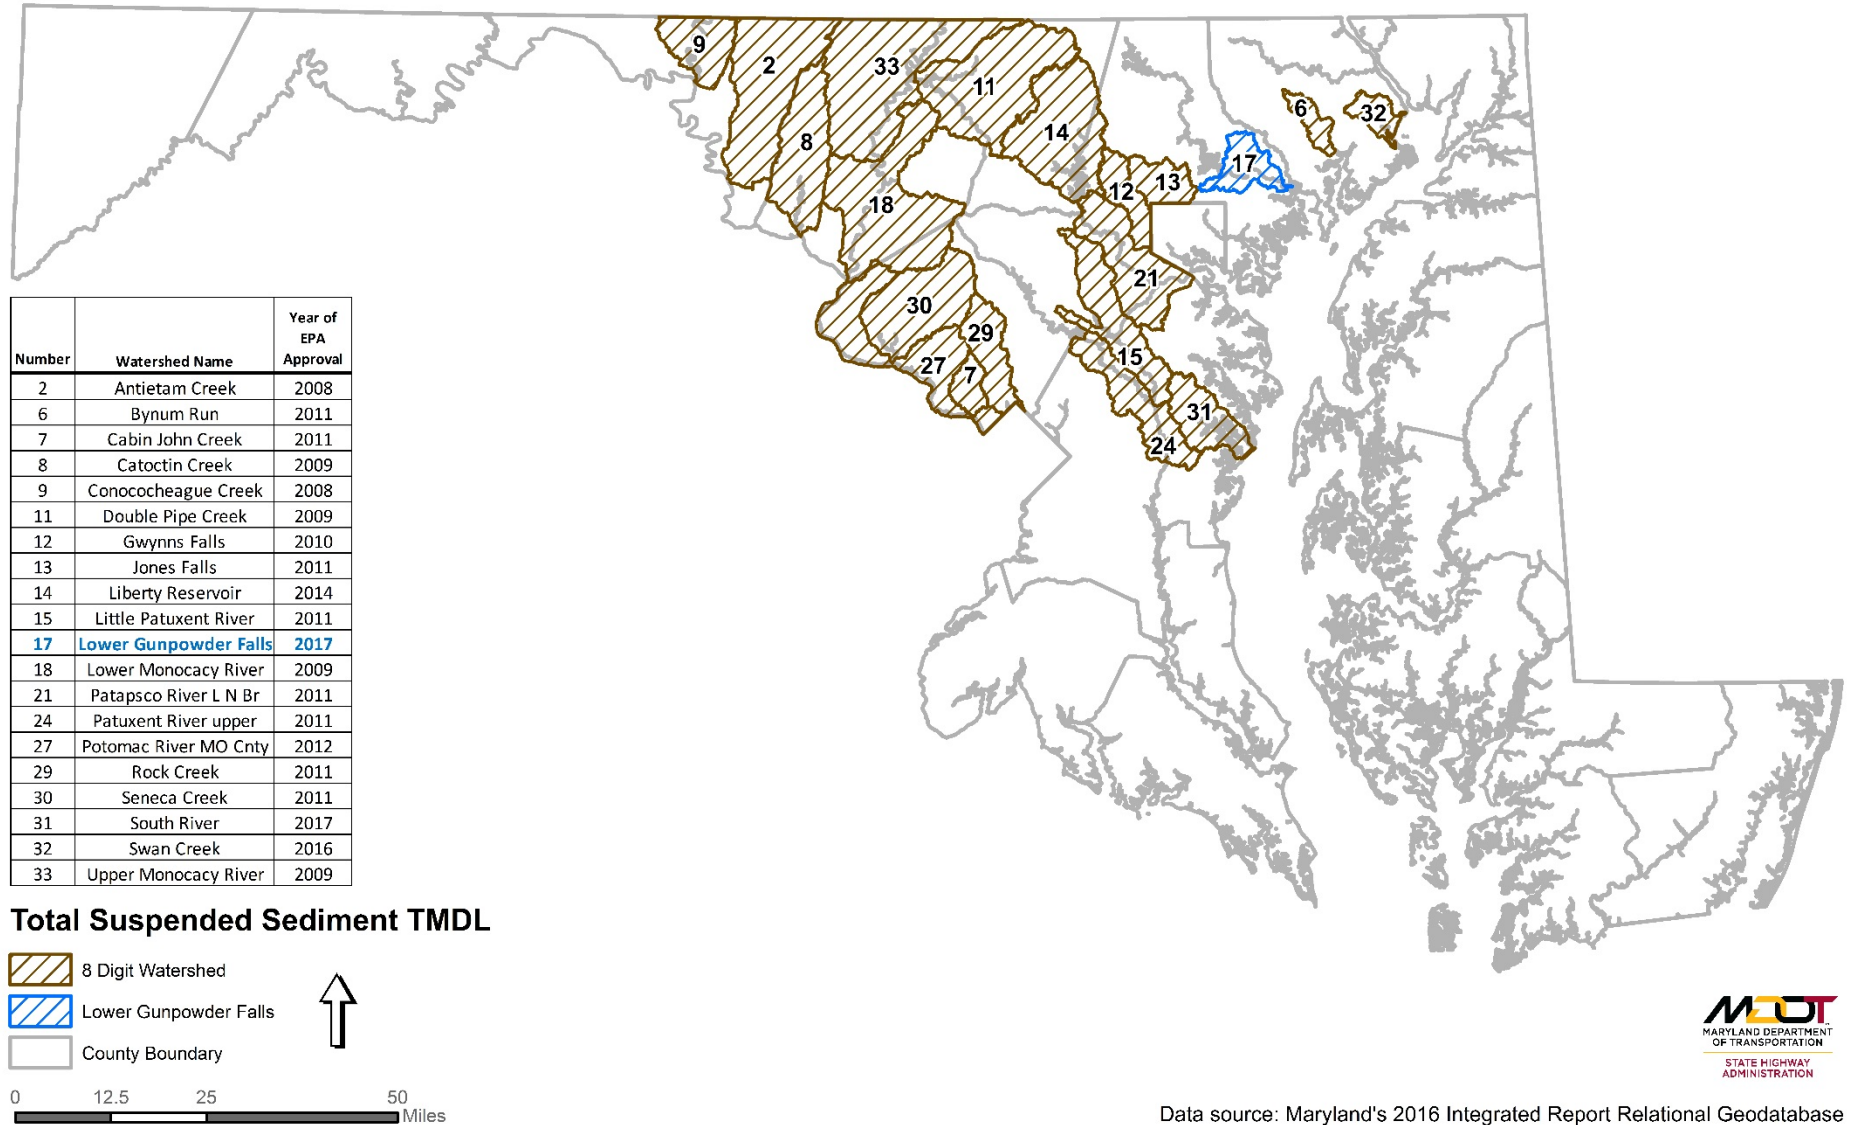 9
2
33
11
6
32
8
14
17
12
13
18
21
30
29
15
27
7
31
24
Number Watershed Name Year of EPA Approval
2 Antietam Creek 2008
6 Bynum Run 2011
7 Cabin John Creek 2011
8 Catoctin Creek 2009
9 Conococheague Creek 2008
11 Double Pipe Creek 2009
12 Gwynns Falls 2010
13 Jones Falls 2011
14 Liberty Reservoir 2014
15 Little Patuxent River 2011
17 Lower Gunpowder Falls 2017
18 Lower Monocacy River 2009
21 Patapsco River L N Br 2011
24 Patuxent River upper 2011
27 Potomac River MO Cnty 2012
29 Rock Creek 2011
30 Seneca Creek 2011
31 South River 2017
32 Swan Creek 2016
33 Upper Monocacy River 2009
Total Suspended Sediment TMDL
8 Digit Watershed
Lower Gunpowder Falls
County Boundary
0 12.5 25 50
Miles
MDOT
MARYLAND DEPARTMENT
OF TRANSPORTATION
STATE HIGHWAY
ADMINISTRATION
Data source: Maryland's 2016 Integrated Report Relational Geodatabase